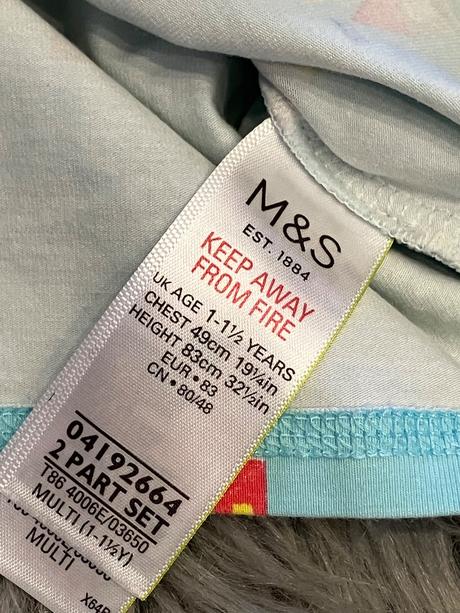 M&S
EST. 1884
KEEP AWAY
FROM FIRE
UK AGE 1-1½ YEARS
CHEST 49cm 19¼in
HEIGHT 83cm 32½in
EUR • 83
CN • 80/48
04192664
2 PART SET
T86 4006E/03650
MULTI (1-1½Y)
MULTI